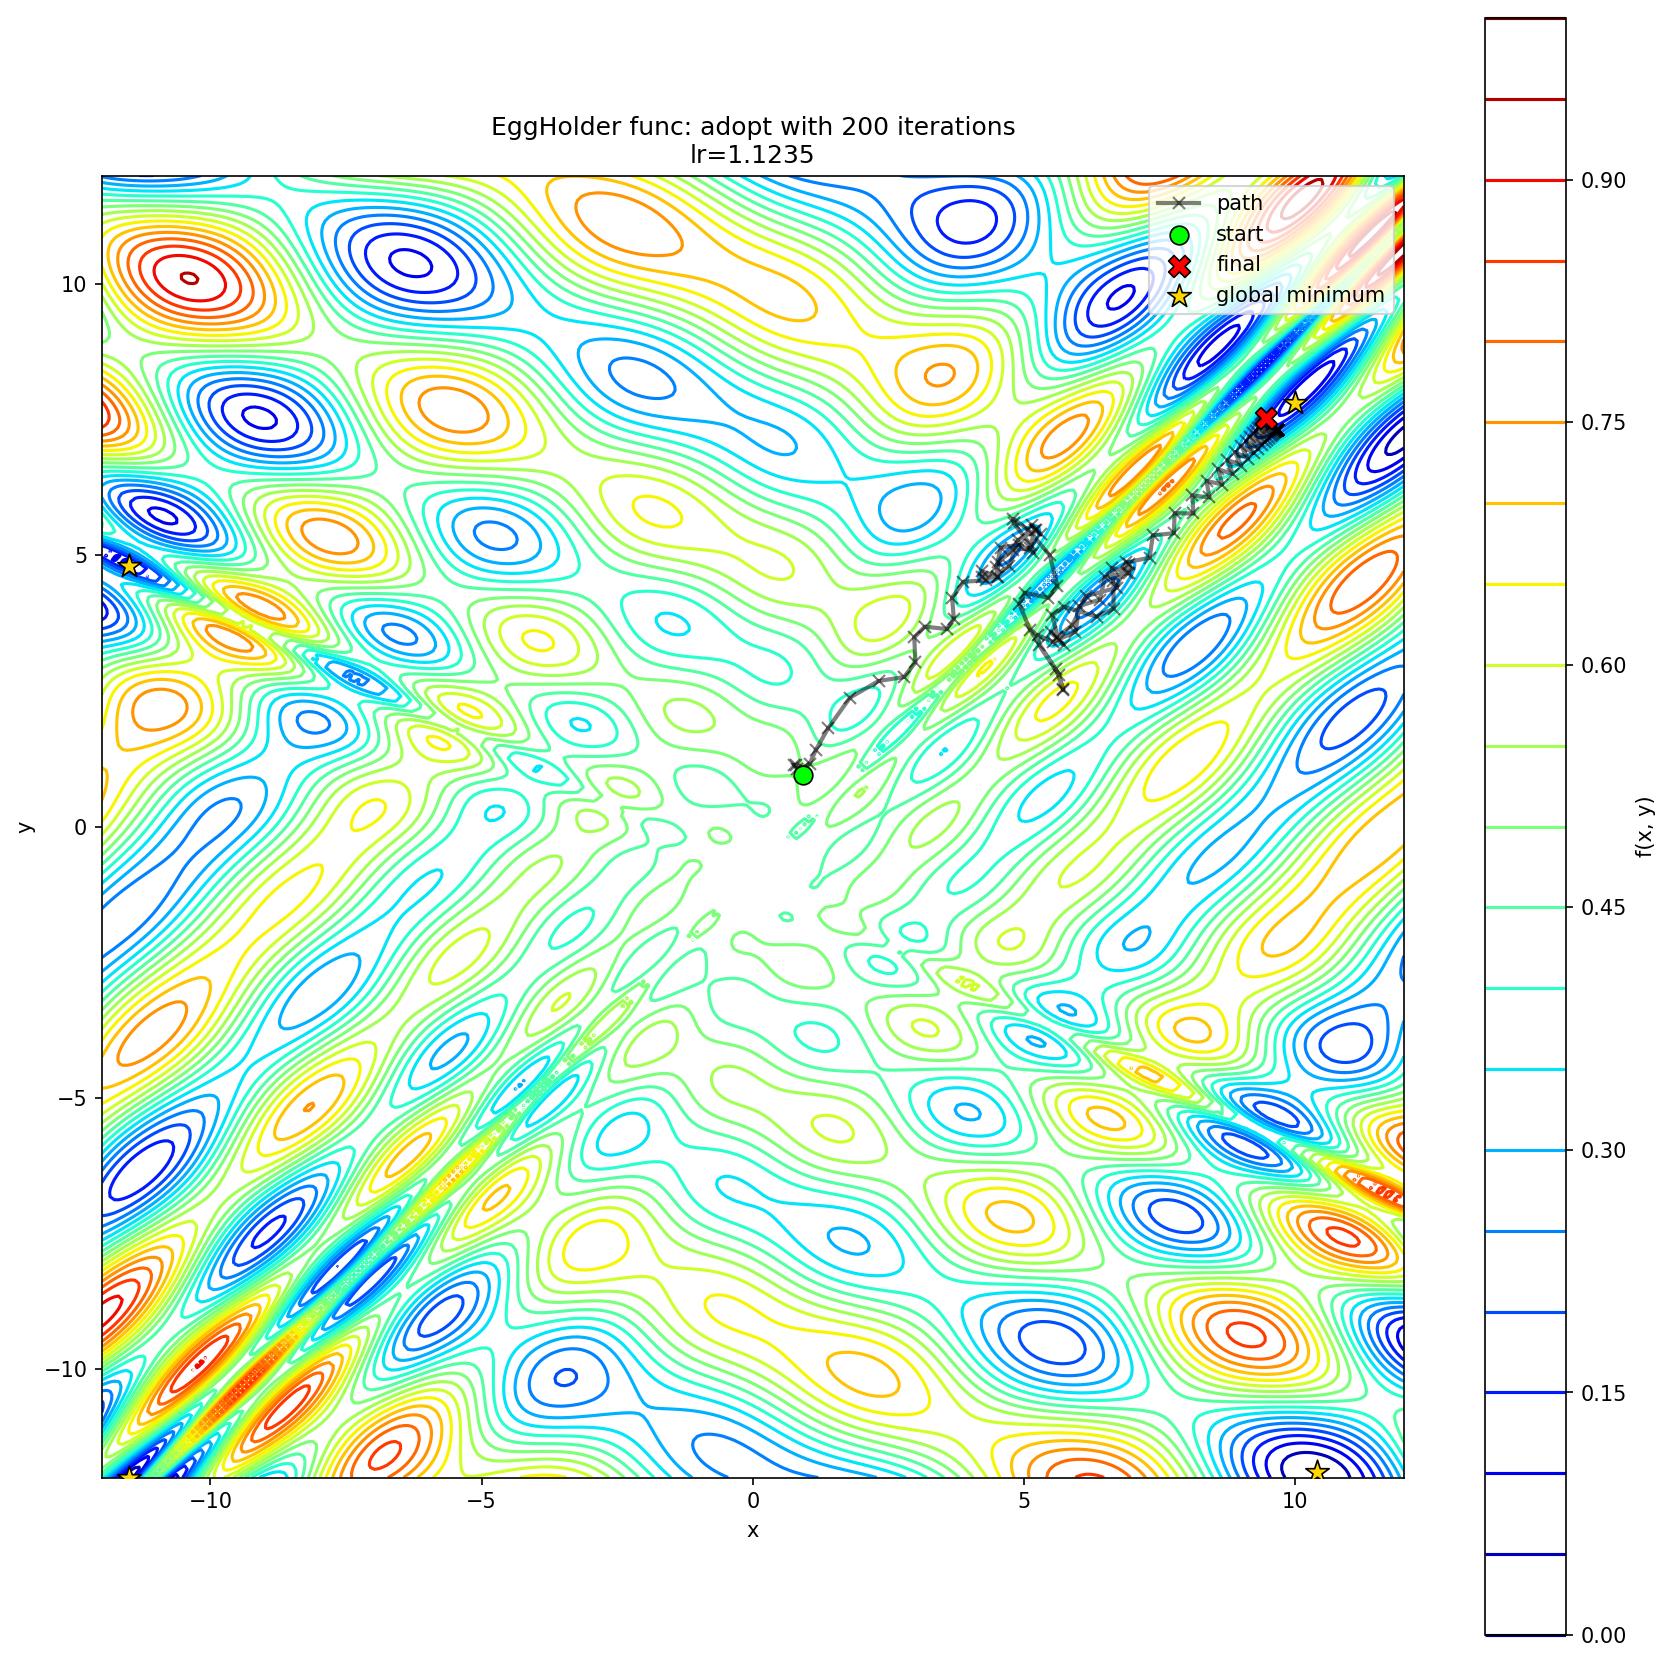 EggHolder func: adopt with 200 iterations
lr=1.1235
path
start
final
global minimum
10
5
0
−5
−10
y
−10
−5
0
5
10
x
0.90
0.75
0.60
0.45
0.30
0.15
0.00
f(x, y)